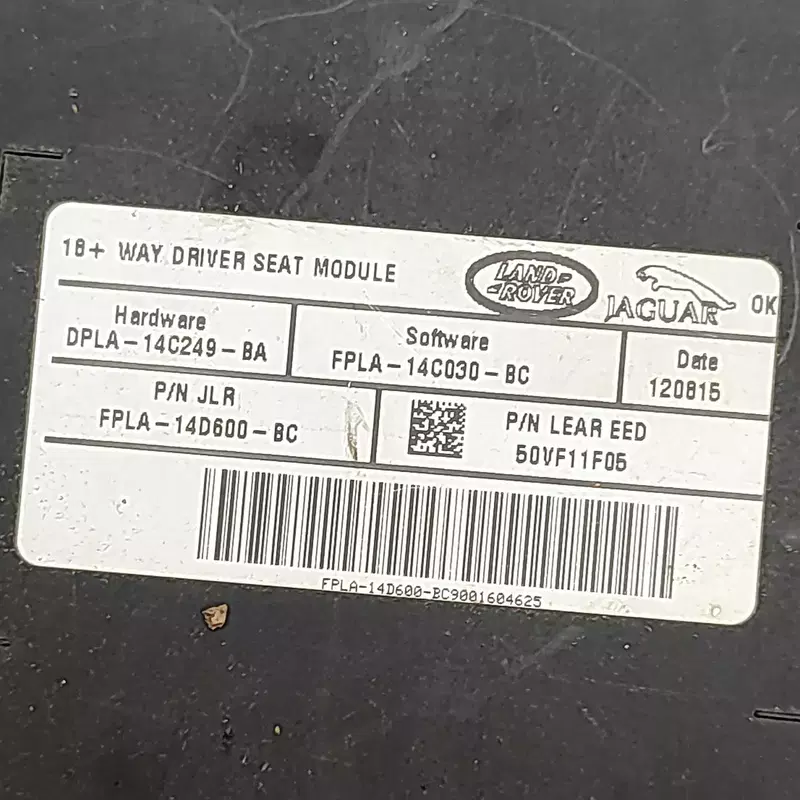 18+ WAY DRIVER SEAT MODULE
LAND
ROVER
JAGUAR
OK
Hardware
DPLA-14C249-BA
Software
FPLA-14C030-BC
Date
120815
P/N JLR
FPLA-14D600-BC
P/N LEAR EED
50VF11F05
FPLA-14D600-BC9001604625